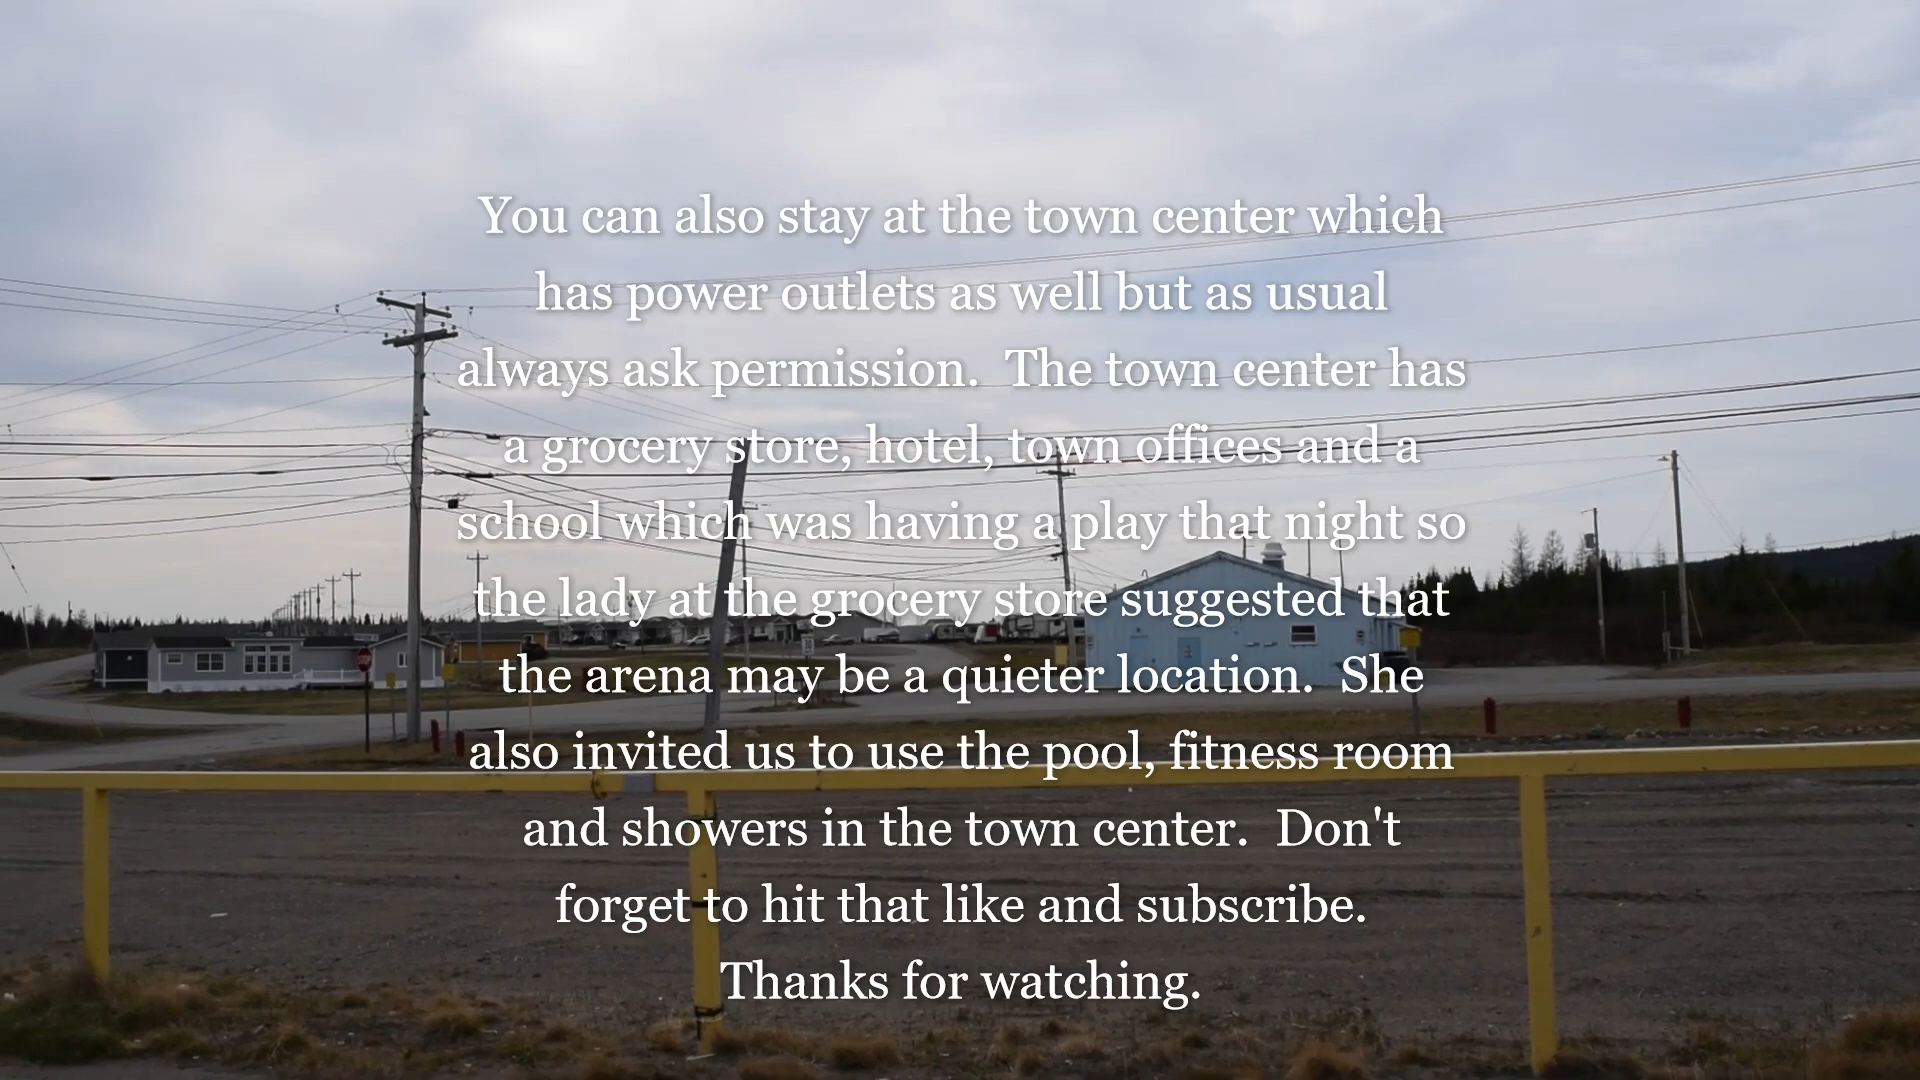 You can also stay at the town center which
has power outlets as well but as usual
always ask permission.  The town center has
a grocery store, hotel, town offices and a
school which was having a play that night so
the lady at the grocery store suggested that
the arena may be a quieter location.  She
also invited us to use the pool, fitness room
and showers in the town center.  Don't
forget to hit that like and subscribe.
Thanks for watching.